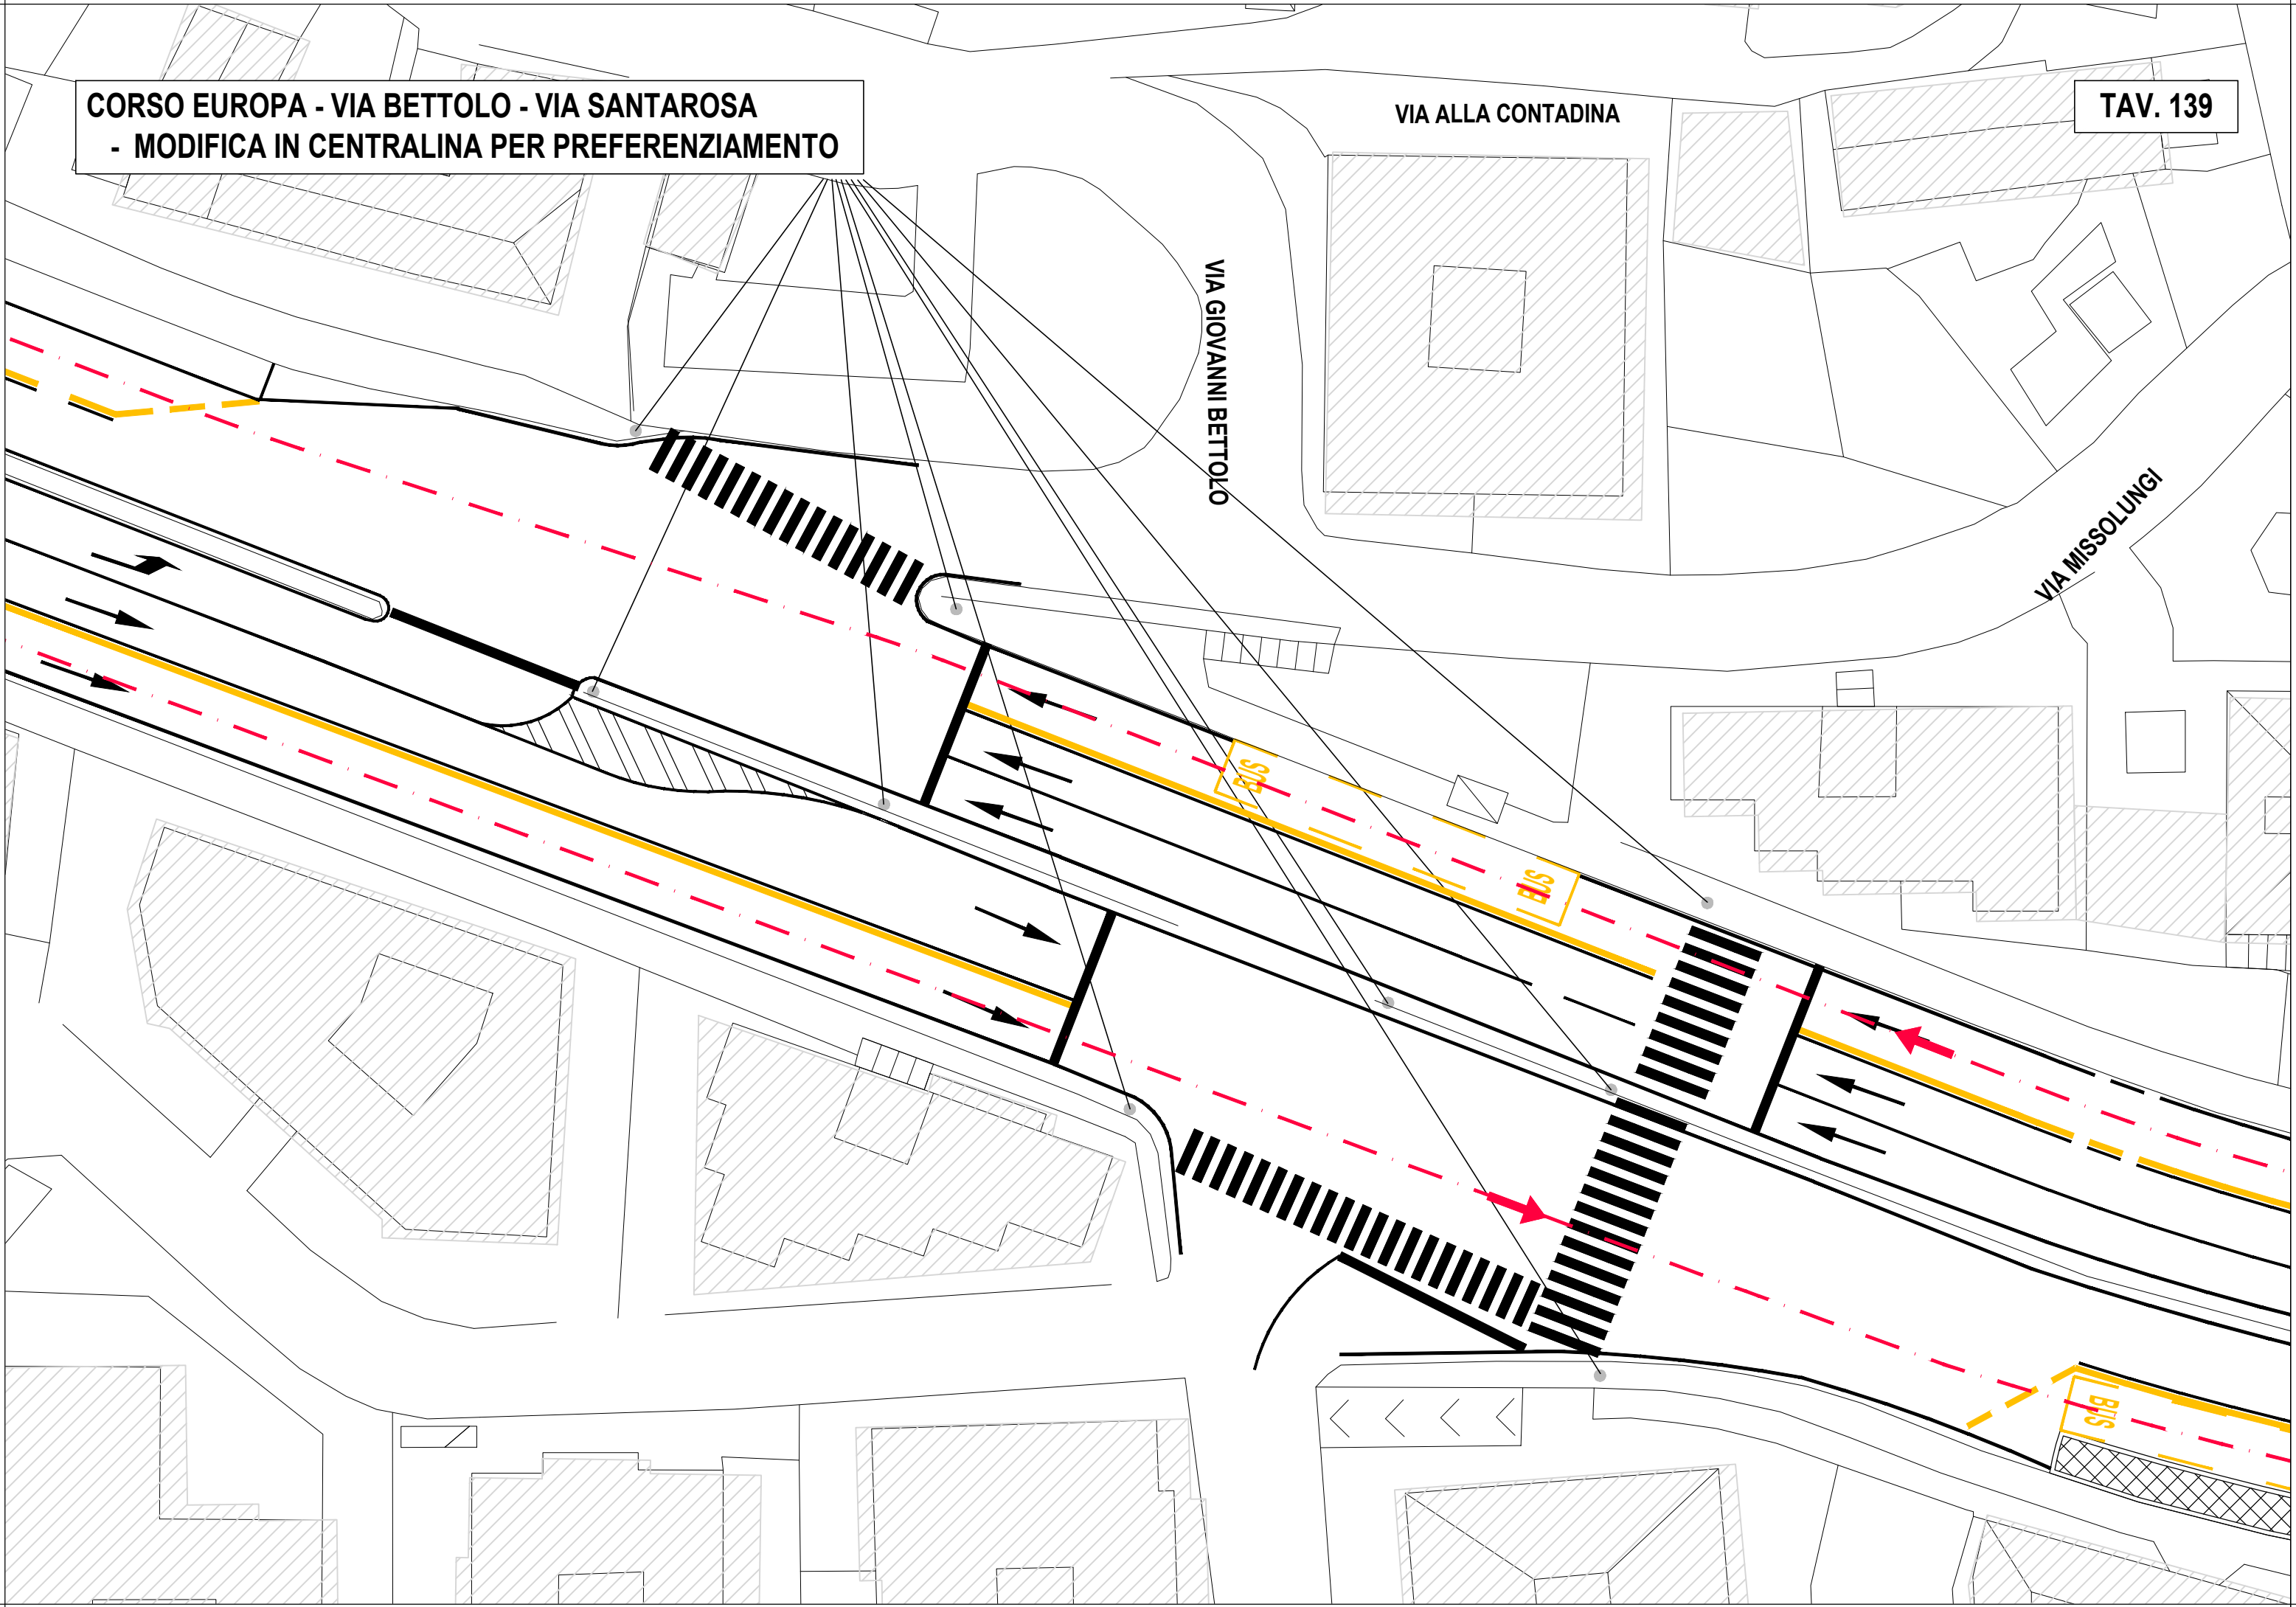 CORSO EUROPA - VIA BETTOLO - VIA SANTAROSA
- MODIFICA IN CENTRALINA PER PREFERENZIAMENTO
VIA ALLA CONTADINA
TAV. 139
VIA GIOVANNI BETTOLO
VIA MISSOLUNGI
BUS
BUS
BUS